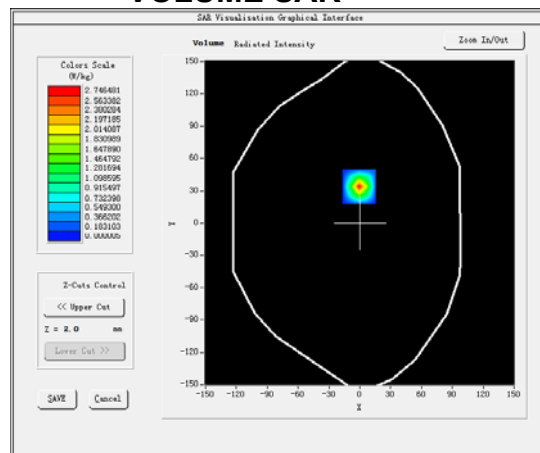 VOLUME SAR
SAR Visualisation Graphical Interface
Volume Radiated Intensity
Zoom In/Out
Colors Scale
(W/kg)
2.746481
2.563382
2.380284
2.197185
2.014087
1.830989
1.647890
1.464792
1.281694
1.098595
0.915497
0.732398
0.549300
0.366202
0.183103
0.000005
Z-Cuts Control
<< Upper Cut
Z = 2.0 mm
Lower Cut >>
SAVE Cancel
150
120
90
60
30
0
-30
-60
-90
-120
-150
Y
-150 -120 -90 -60 -30 0 30 60 90 120 150
X